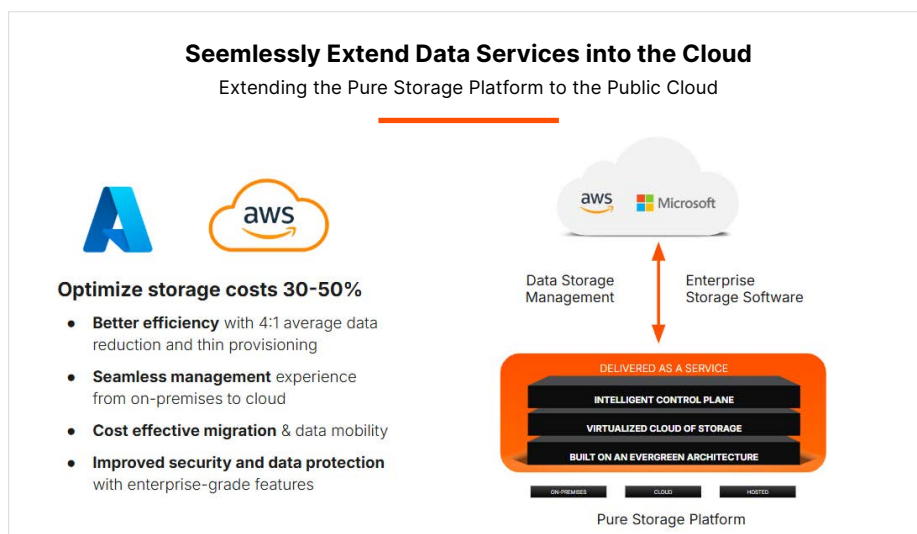 Seemlessly Extend Data Services into the Cloud
Extending the Pure Storage Platform to the Public Cloud
aws
Optimize storage costs 30-50%
● Better efficiency with 4:1 average data
reduction and thin provisioning
● Seamless management experience
from on-premises to cloud
● Cost effective migration & data mobility
● Improved security and data protection
with enterprise-grade features
aws Microsoft
Data Storage
Management
Enterprise
Storage Software
DELIVERED AS A SERVICE
INTELLIGENT CONTROL PLANE
VIRTUALIZED CLOUD OF STORAGE
BUILT ON AN EVERGREEN ARCHITECTURE
ON-PREMISES
CLOUD
HOSTED
Pure Storage Platform